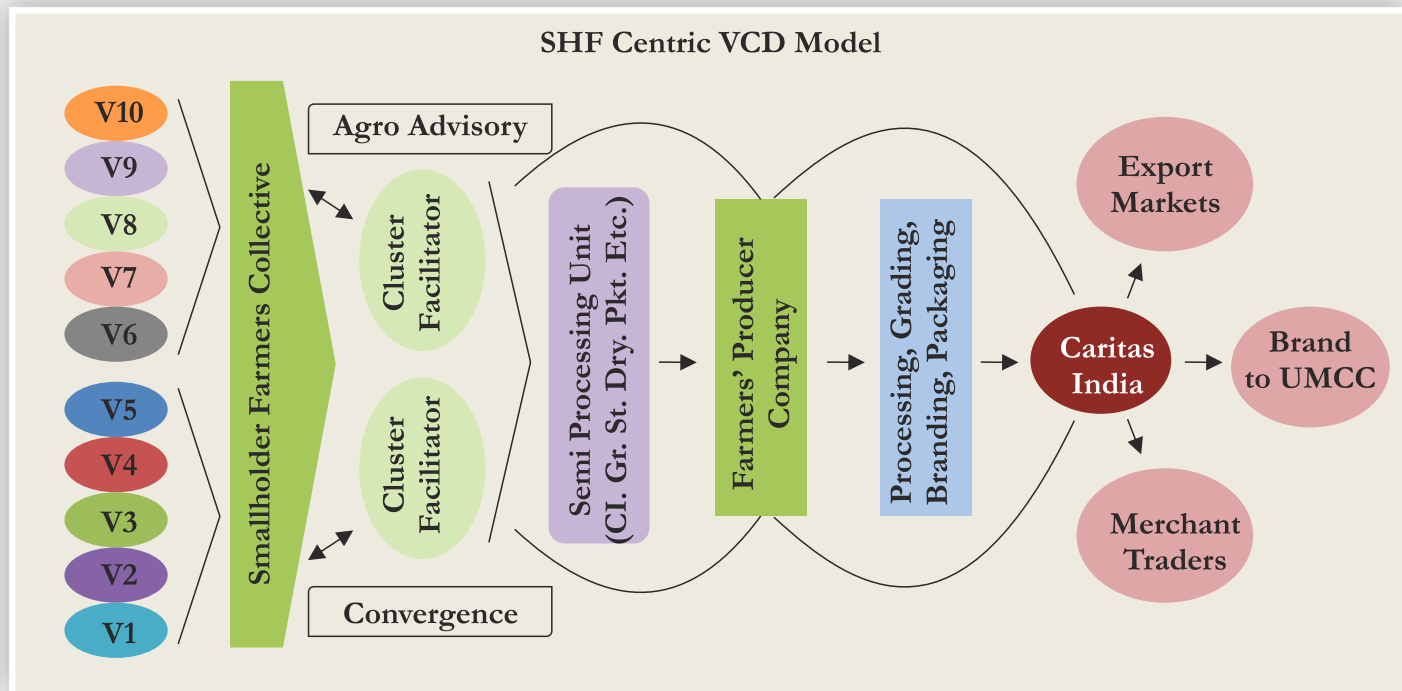 SHF Centric VCD Model
V10
V9
V8
V7
V6
V5
V4
V3
V2
V1
Smallholder Farmers Collective
Agro Advisory
Cluster
Facilitator
Cluster
Facilitator
Convergence
Semi Processing Unit
(CI. Gr. St. Dry. Pkt. Etc.)
Farmers' Producer
Company
Processing, Grading,
Branding, Packaging
Caritas
India
Export
Markets
Brand
to UMCC
Merchant
Traders